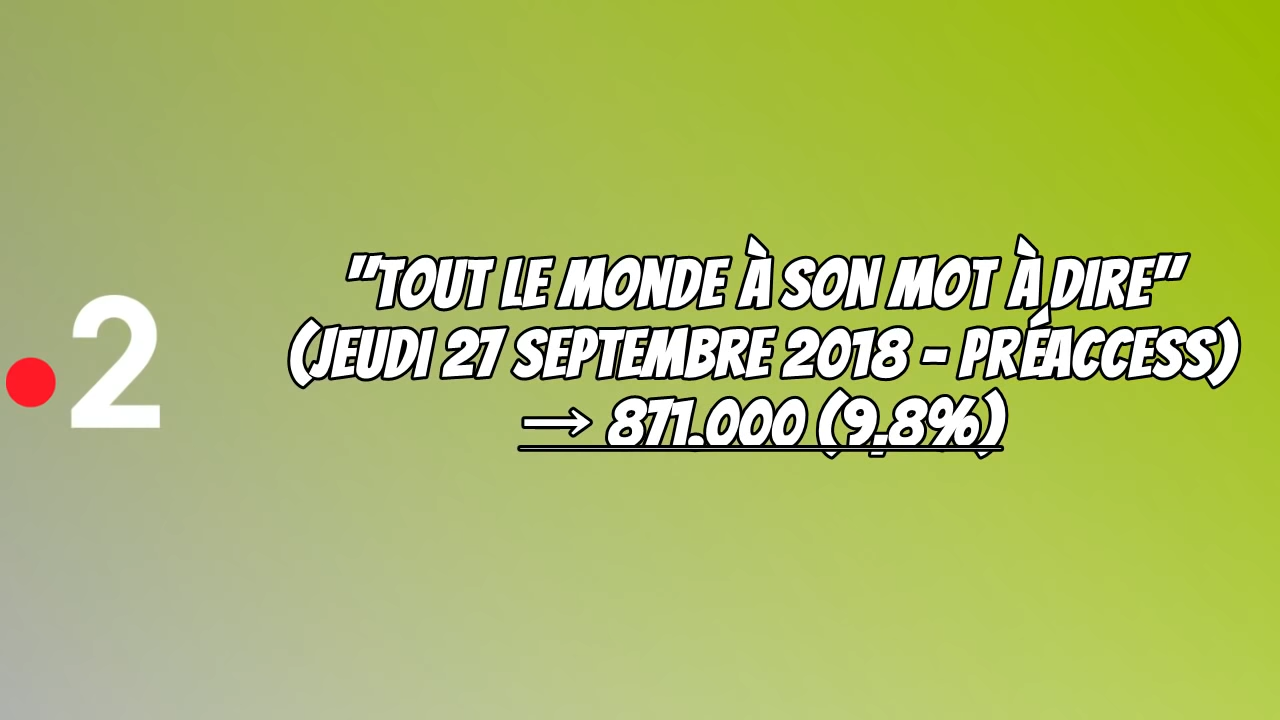 2
"TOUT LE MONDE À SON MOT À DIRE"
(JEUDI 27 SEPTEMBRE 2018 - PRÉACCESS)
→ 871.000 (9,8%)